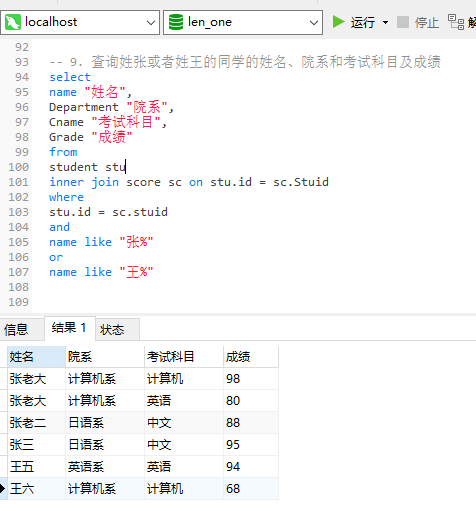 localhost len_one 运行 停止
92
93 -- 9. 查询姓张或者姓王的同学的姓名、院系和考试科目及成绩
94 select
95 name "姓名",
96 Department "院系",
97 Cname "考试科目",
98 Grade "成绩"
99 from
100 student stu
101 inner join score sc on stu.id = sc.Stuid
102 where
103 stu.id = sc.stuid
104 and
105 name like "张%"
106 or
107 name like "王%"
108
109
信息 结果 1 状态
姓名 院系 考试科目 成绩
张老大 计算机系 计算机 98
张老大 计算机系 英语 80
张老二 日语系 中文 88
张三 日语系 中文 95
王五 英语系 英语 94
王六 计算机系 计算机 68